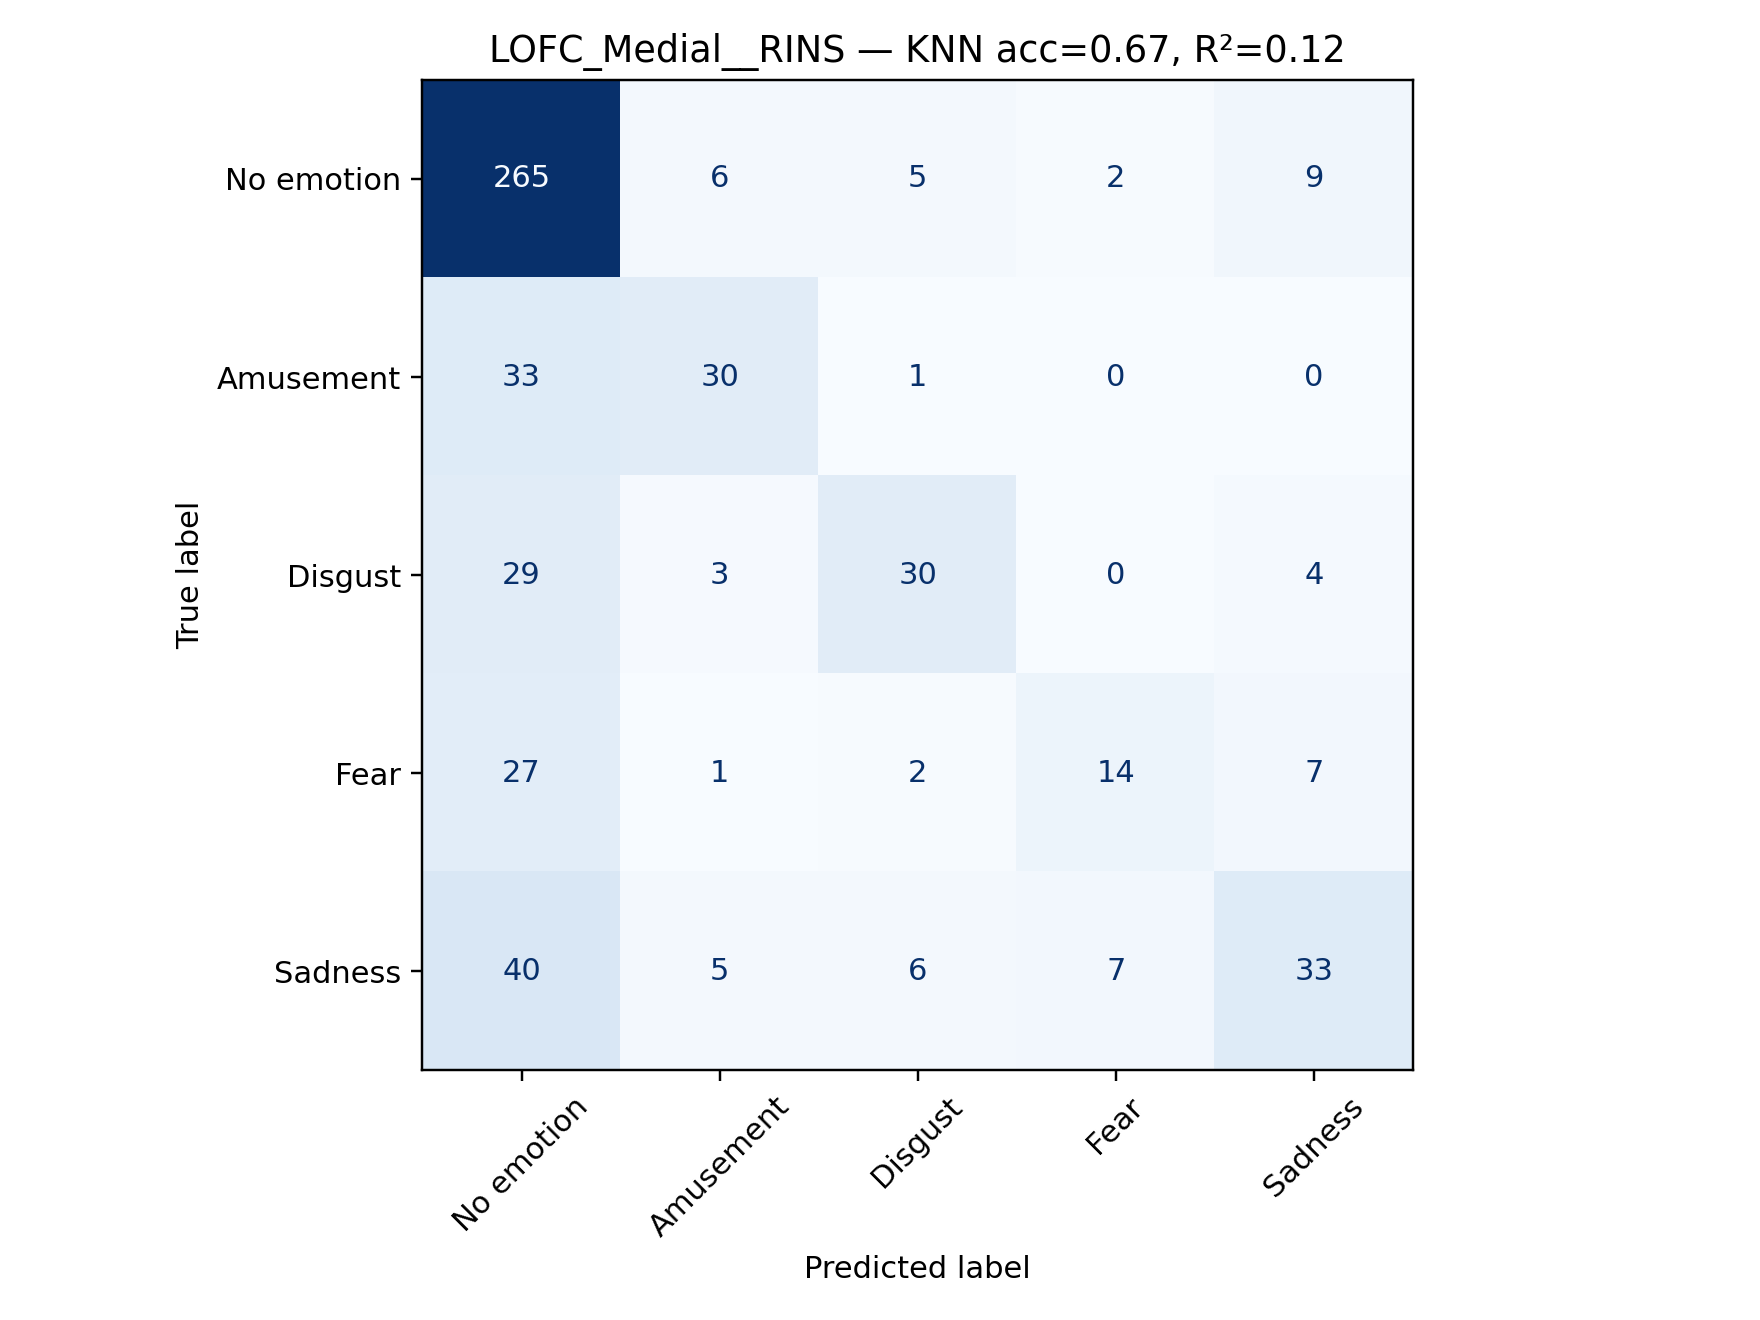 LOFC_Medial__RINS — KNN acc=0.67, R²=0.12
No emotion 265 6 5 2 9
Amusement 33 30 1 0 0
Disgust 29 3 30 0 4
Fear 27 1 2 14 7
Sadness 40 5 6 7 33
True label
No emotion Amusement Disgust Fear Sadness
Predicted label